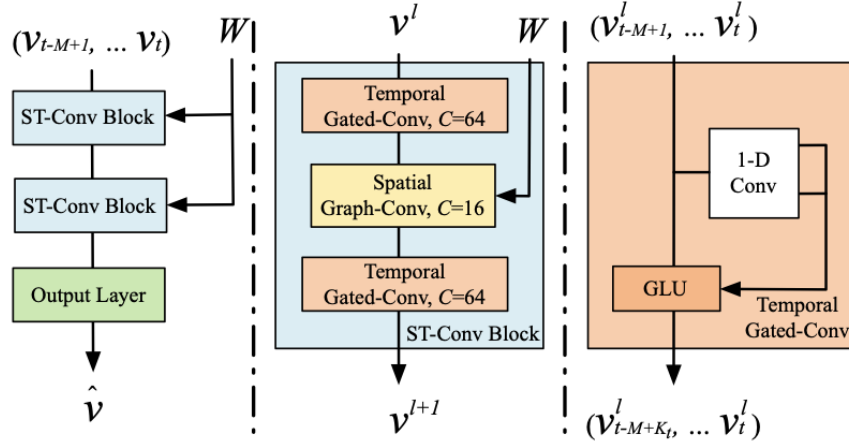 (v_{t-M+1}, ... v_t)
W
ST-Conv Block
ST-Conv Block
Output Layer
v̂
v^l
W
Temporal
Gated-Conv, C=64
Spatial
Graph-Conv, C=16
Temporal
Gated-Conv, C=64
ST-Conv Block
v^{l+1}
(v^l_{t-M+1}, ... v^l_t)
1-D
Conv
GLU
Temporal
Gated-Conv
(v^l_{t-M+K_t}, ... v^l_t)